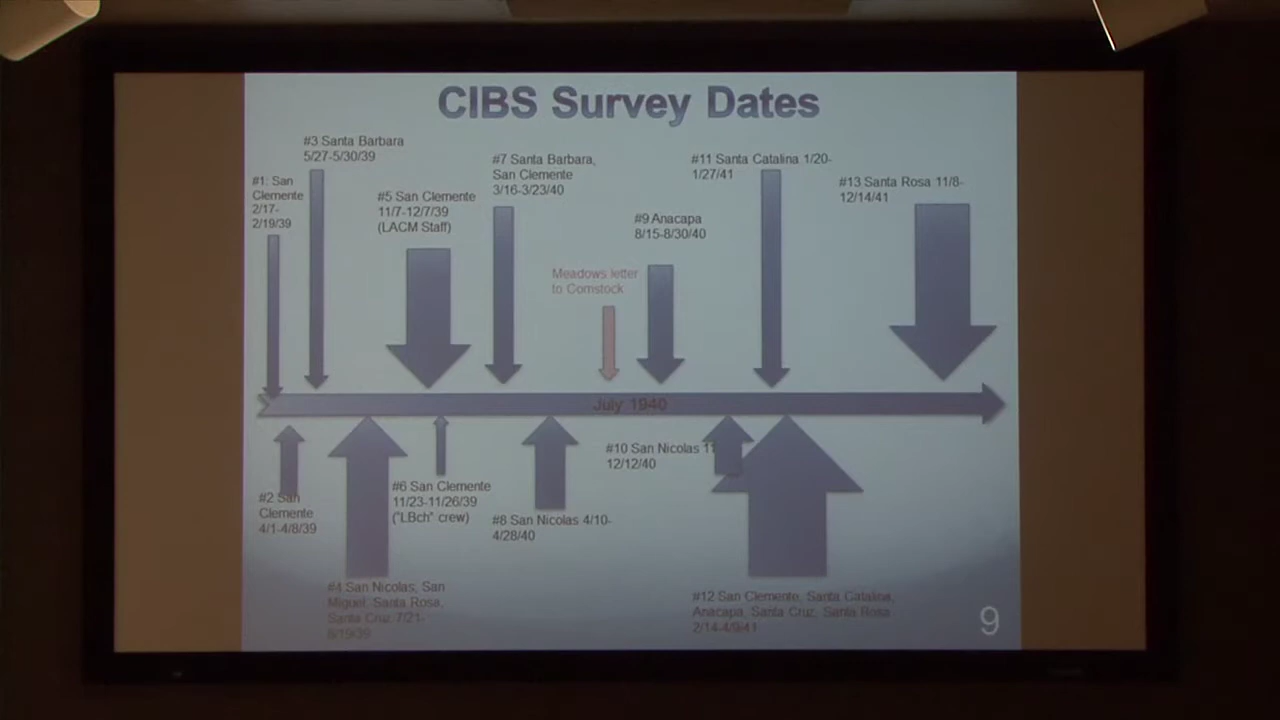 CIBS Survey Dates
#3 Santa Barbara
5/27-5/30/39
#1: San
Clemente
2/17-
2/19/39
#5 San Clemente
11/7-12/7/39
(LACM Staff)
#7 Santa Barbara,
San Clemente
3/16-3/23/40
Meadows letter
to Comstock
#9 Anacapa
8/15-8/30/40
#11 Santa Catalina 1/20-
1/27/41
#13 Santa Rosa 11/8-
12/14/41
July 1940
#2 San
Clemente
4/1-4/8/39
#4 San Nicolas, San
Miguel, Santa Rosa,
Santa Cruz 7/21-
8/19/39
#6 San Clemente
11/23-11/26/39
("LBch" crew)
#8 San Nicolas 4/10-
4/28/40
#10 San Nicolas
12/12/40
#12 San Clemente, Santa Catalina,
Anacapa, Santa Cruz, Santa Rosa
2/14-4/9/41
9